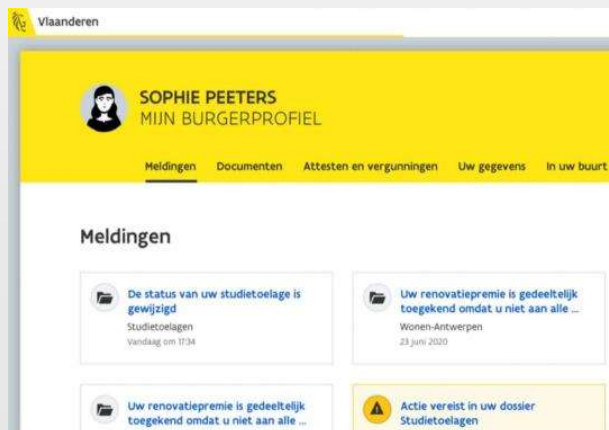 Vlaanderen
SOPHIE PEETERS
MIJN BURGERPROFIEL
Meldingen Documenten Attesten en vergunningen Uw gegevens In uw buurt
Meldingen
De status van uw studietoelage is
gewijzigd
Studietoelagen
Vandaag om 17:34
Uw renovatiepremie is gedeeltelijk
toegekend omdat u niet aan alle ...
Wonen-Antwerpen
23 juni 2020
Uw renovatiepremie is gedeeltelijk
toegekend omdat u niet aan alle ...
Actie vereist in uw dossier
Studietoelagen